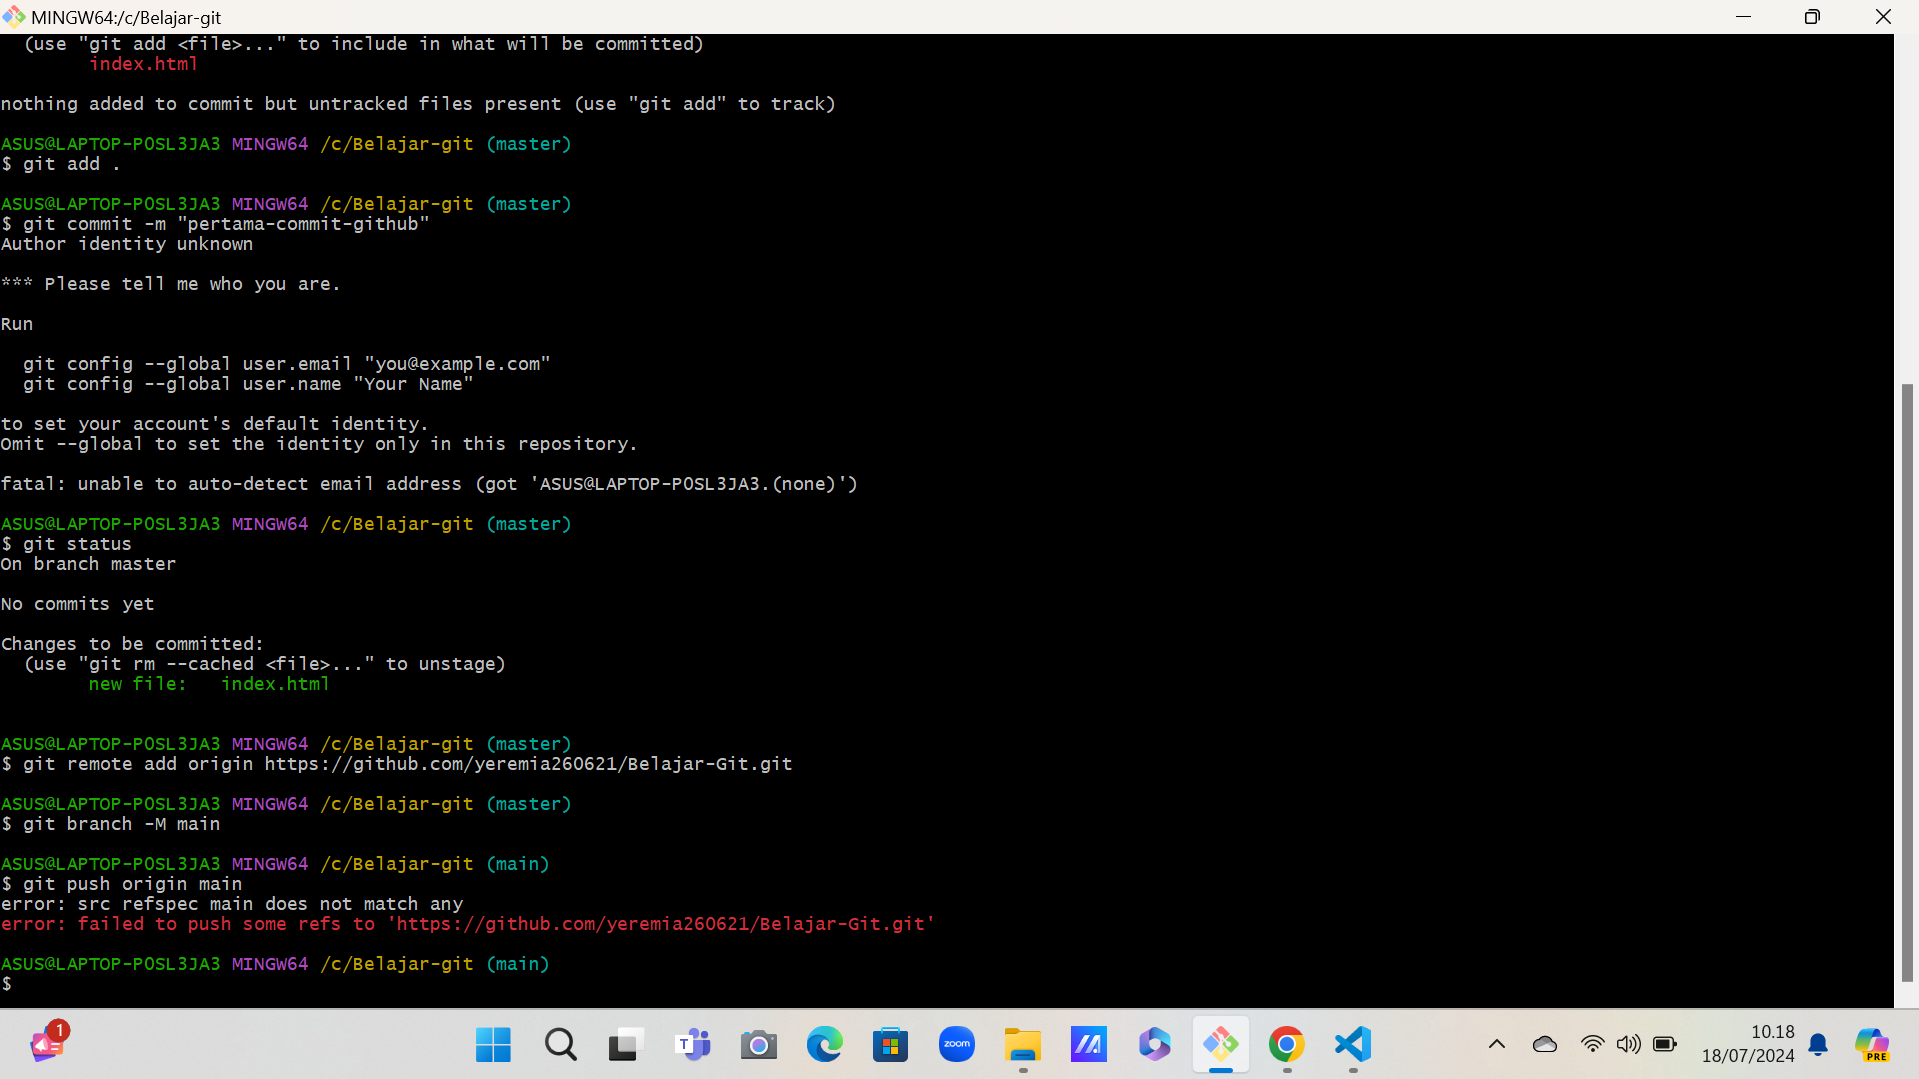 MINGW64:/c/Belajar-git
(use "git add <file>..." to include in what will be committed)
index.html
nothing added to commit but untracked files present (use "git add" to track)
ASUS@LAPTOP-P0SL3JA3 MINGW64 /c/Belajar-git (master)
$ git add .
ASUS@LAPTOP-P0SL3JA3 MINGW64 /c/Belajar-git (master)
$ git commit -m "pertama-commit-github"
Author identity unknown
*** Please tell me who you are.
Run
git config --global user.email "you@example.com"
git config --global user.name "Your Name"
to set your account's default identity.
Omit --global to set the identity only in this repository.
fatal: unable to auto-detect email address (got 'ASUS@LAPTOP-P0SL3JA3.(none)')
ASUS@LAPTOP-P0SL3JA3 MINGW64 /c/Belajar-git (master)
$ git status
On branch master
No commits yet
Changes to be committed:
(use "git rm --cached <file>..." to unstage)
new file:   index.html
ASUS@LAPTOP-P0SL3JA3 MINGW64 /c/Belajar-git (master)
$ git remote add origin https://github.com/yeremia260621/Belajar-Git.git
ASUS@LAPTOP-P0SL3JA3 MINGW64 /c/Belajar-git (master)
$ git branch -M main
ASUS@LAPTOP-P0SL3JA3 MINGW64 /c/Belajar-git (main)
$ git push origin main
error: src refspec main does not match any
error: failed to push some refs to 'https://github.com/yeremia260621/Belajar-Git.git'
ASUS@LAPTOP-P0SL3JA3 MINGW64 /c/Belajar-git (main)
$
1
T
zoom
10.18
18/07/2024
PRE